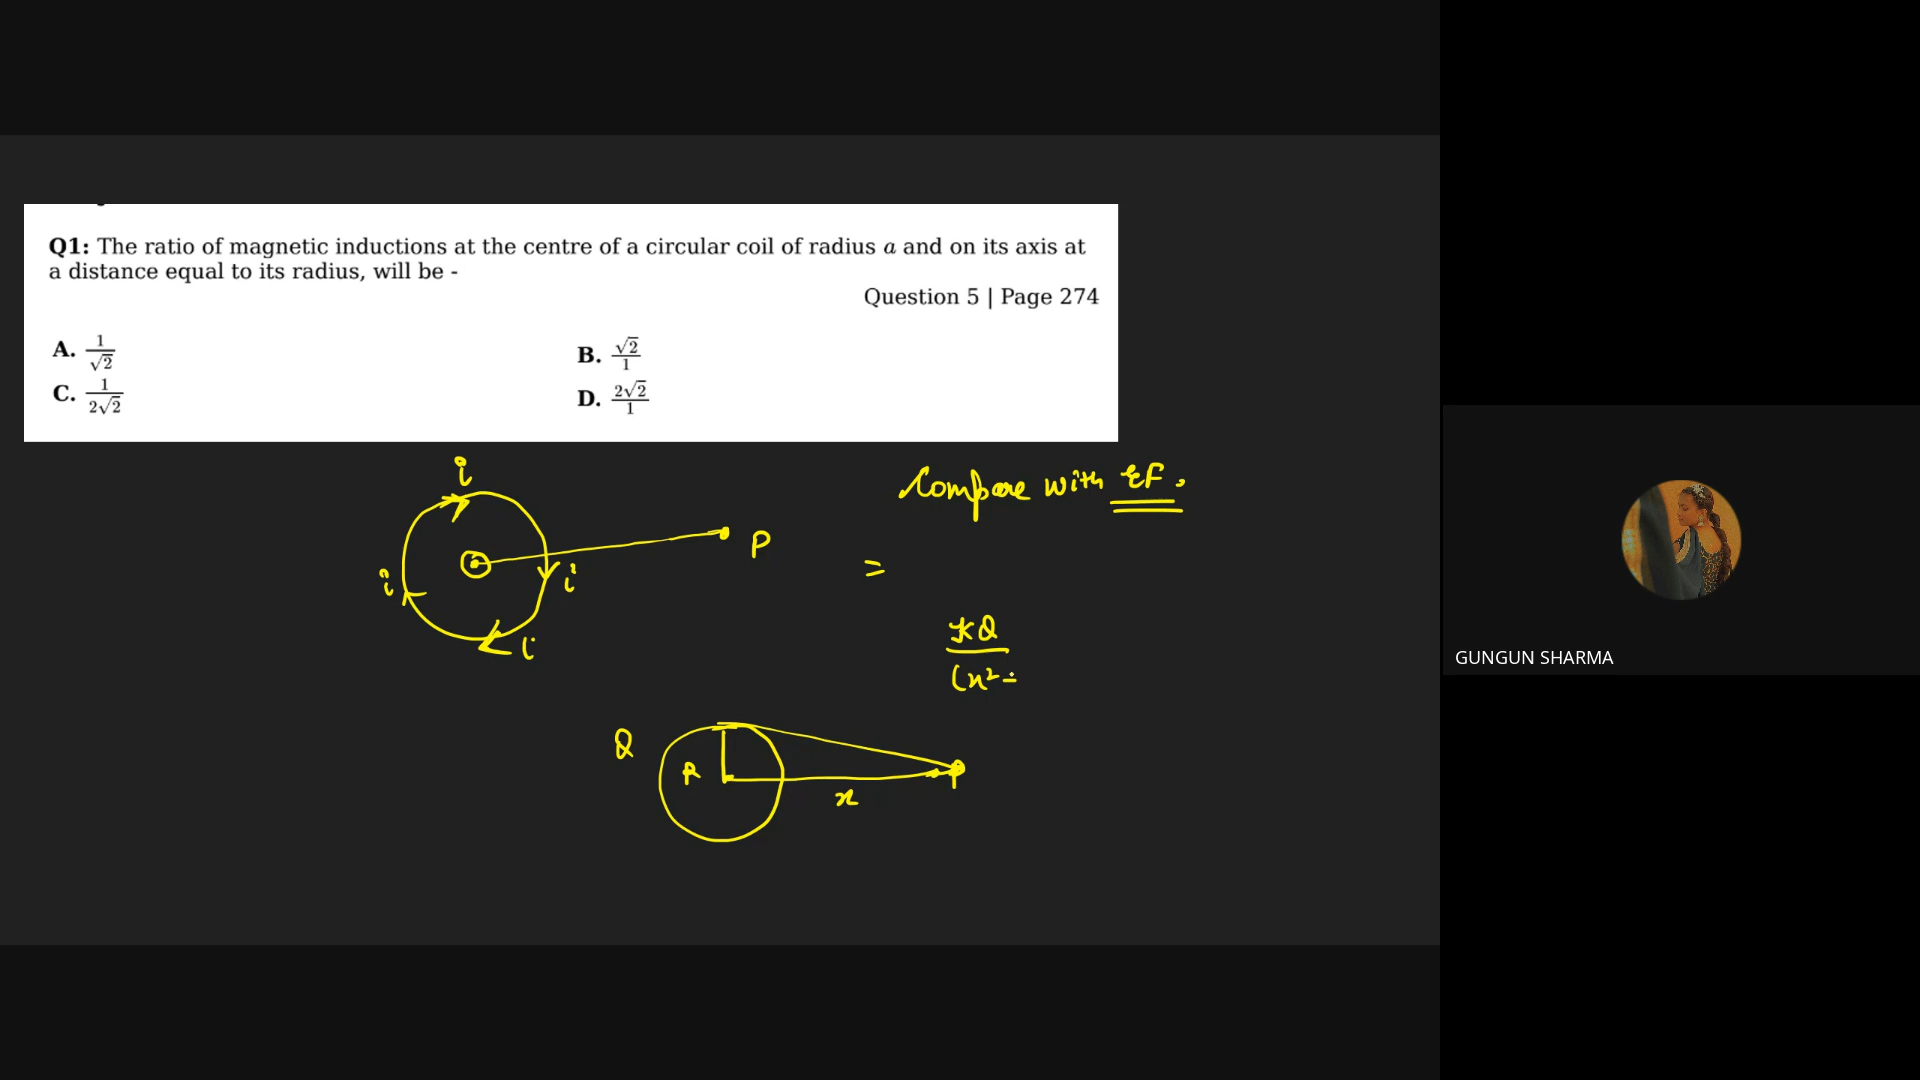 Q1: The ratio of magnetic inductions at the centre of a circular coil of radius a and on its axis at
a distance equal to its radius, will be -
Question 5 | Page 274
A. 1/√2
B. √2/1
C. 1/2√2
D. 2√2/1
i
Compare with EF.
P
=
i
i
i
KQ
(x²=
Q
R
x
P
GUNGUN SHARMA